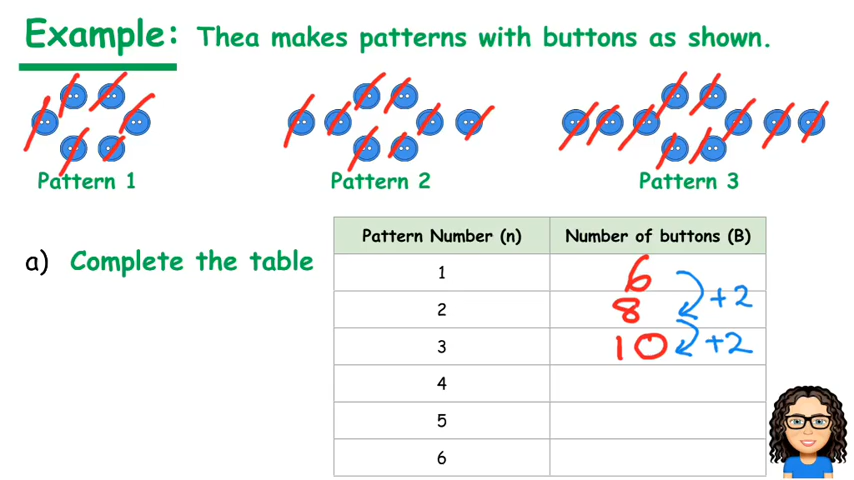 Example: Thea makes patterns with buttons as shown.
Pattern 1 Pattern 2 Pattern 3
a) Complete the table
Pattern Number (n) Number of buttons (B)
1 6
+2
2 8
3 10 +2
4
5
6